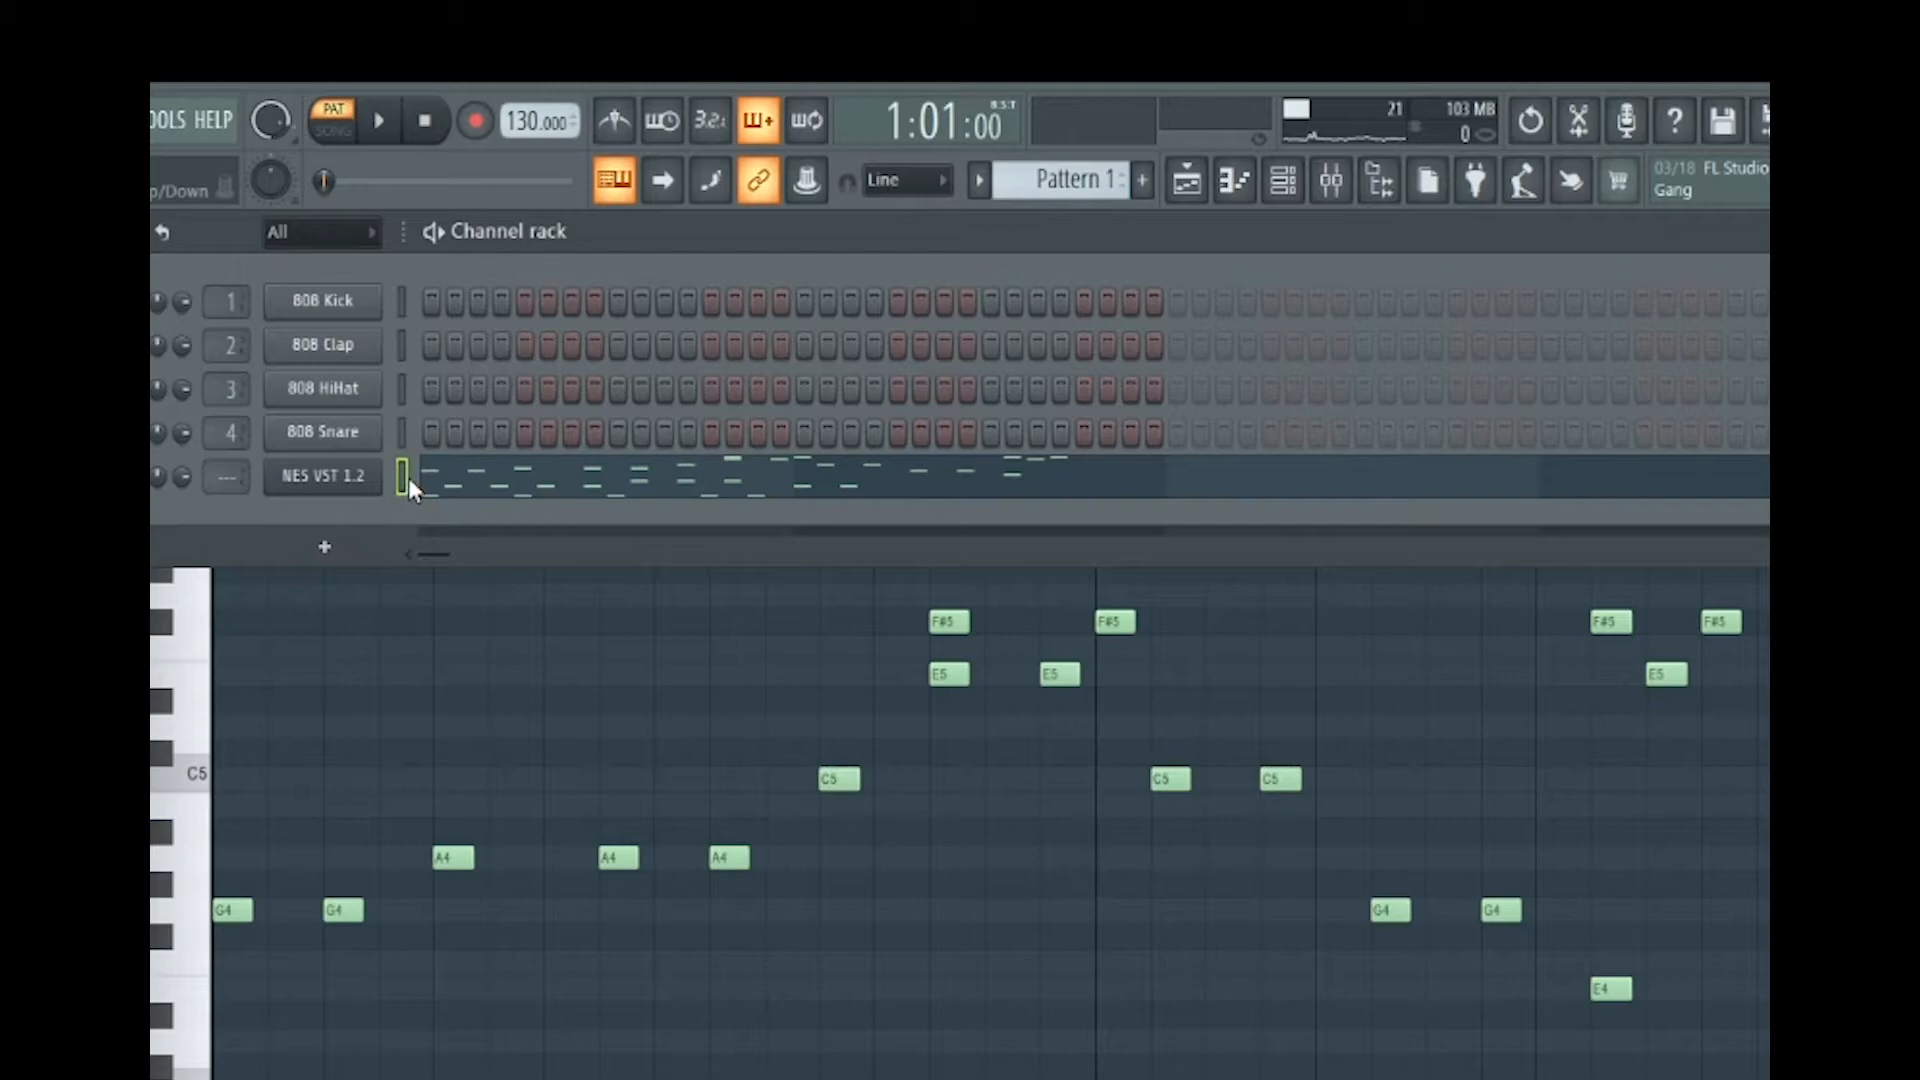 OOLS HELP
PAT
SONG
130.000
3.2.1
1:01:00
B:S:T
21
103 MB
0
p/Down
Line
Pattern 1
+
03/18 FL Studio
Gang
All
Channel rack
1 808 Kick
2 808 Clap
3 808 HiHat
4 808 Snare
--- NES VST 1.2
+
F#5 F#5 F#5 F#5
E5 E5 E5
C5 C5 C5 C5
A4 A4 A4
G4 G4 G4 G4
E4